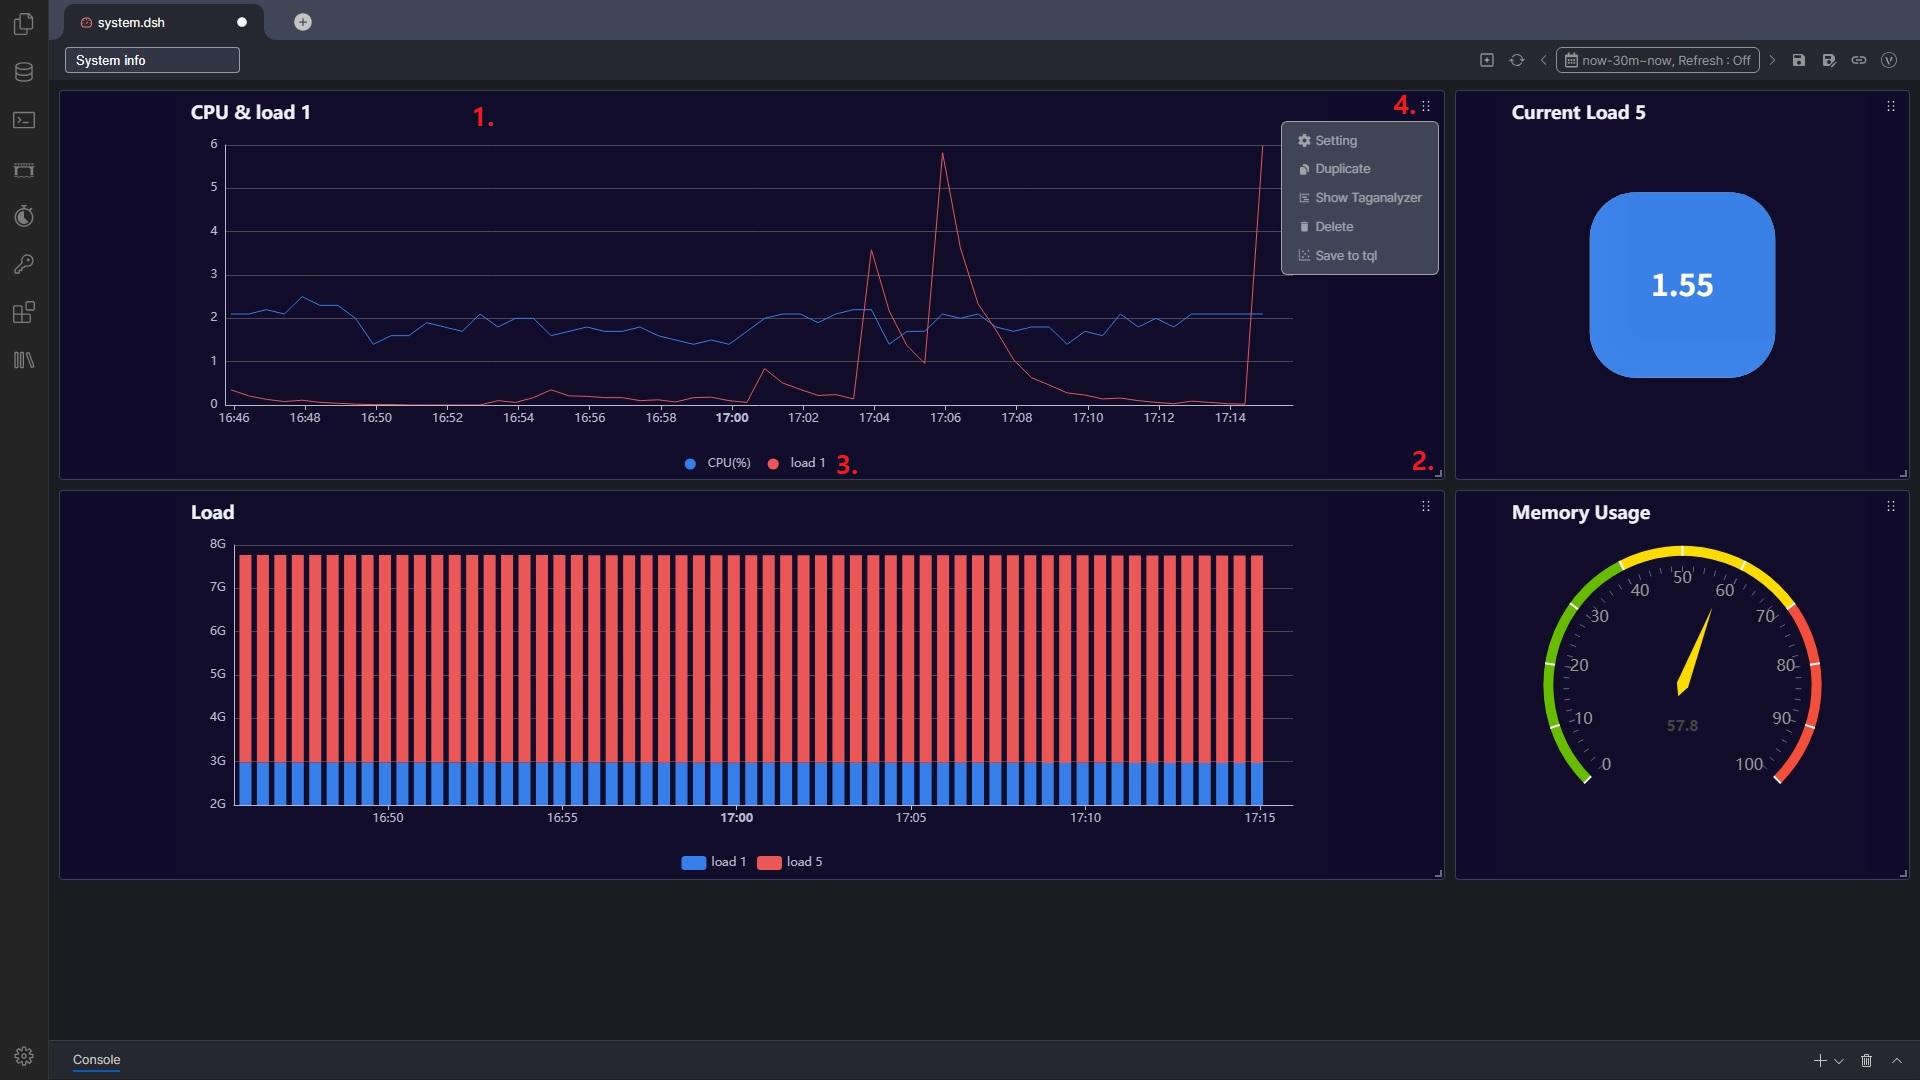 system.dsh
System info
now-30m~now, Refresh : Off
CPU & load 1
1.
4.
6
5
4
3
2
1
0
16:46 16:48 16:50 16:52 16:54 16:56 16:58 17:00 17:02 17:04 17:06 17:08 17:10 17:12 17:14
CPU(%) load 1
3.
2.
Setting
Duplicate
Show Taganalyzer
Delete
Save to tql
Current Load 5
1.55
Load
8G
7G
6G
5G
4G
3G
2G
16:50 16:55 17:00 17:05 17:10 17:15
load 1 load 5
Memory Usage
0
10
20
30
40
50
60
70
80
90
100
57.8
Console